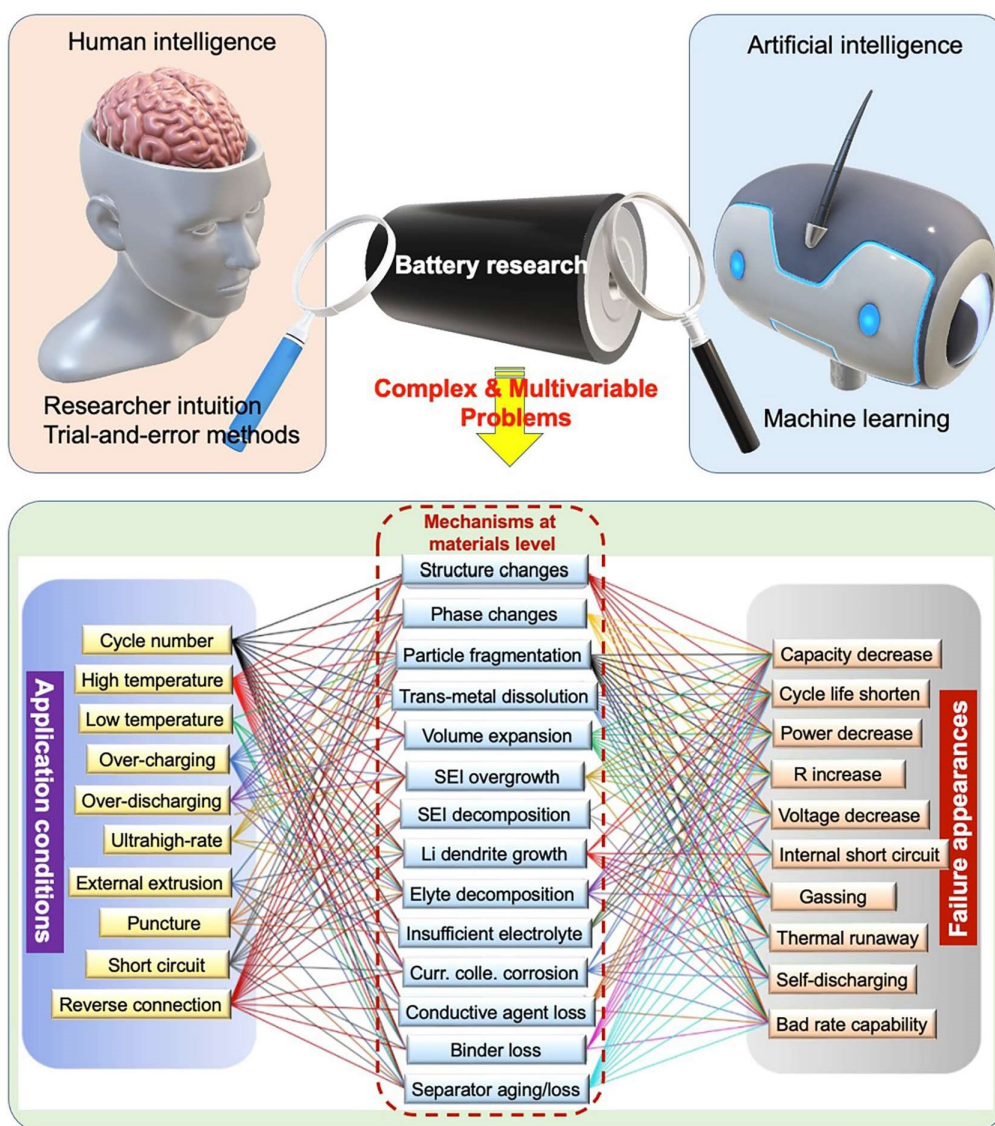 Human intelligence
Artificial intelligence
Battery research
Researcher intuition
Trial-and-error methods
Complex & Multivariable
Problems
Machine learning
Mechanisms at
materials level
Application conditions
Cycle number
High temperature
Low temperature
Over-charging
Over-discharging
Ultrahigh-rate
External extrusion
Puncture
Short circuit
Reverse connection
Structure changes
Phase changes
Particle fragmentation
Trans-metal dissolution
Volume expansion
SEI overgrowth
SEI decomposition
Li dendrite growth
Elyte decomposition
Insufficient electrolyte
Curr. colle. corrosion
Conductive agent loss
Binder loss
Separator aging/loss
Capacity decrease
Cycle life shorten
Power decrease
R increase
Voltage decrease
Internal short circuit
Gassing
Thermal runaway
Self-discharging
Bad rate capability
Failure appearances